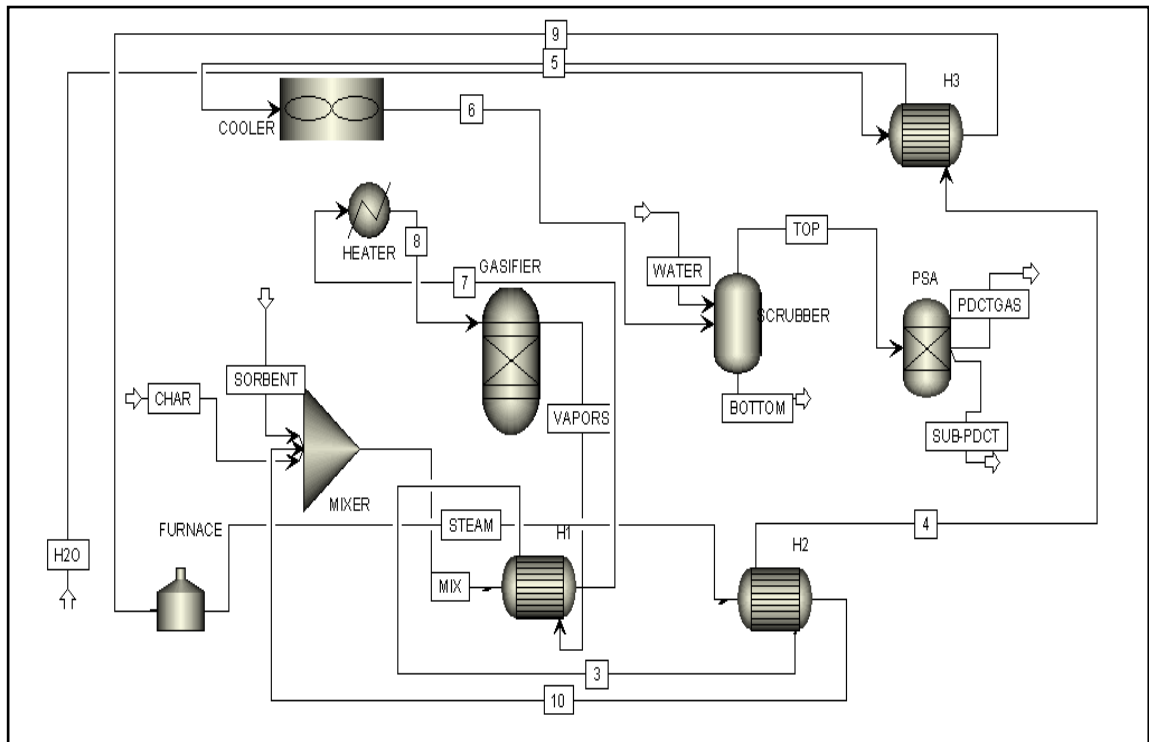 9
5
H3
6
COOLER
TOP
8
HEATER
WATER
GASIFIER
7
PSA
PDCTGAS
SCRUBBER
SORBENT
CHAR
BOTTOM
VAPORS
SUB-PDCT
MIXER
STEAM
4
FURNACE
H1
H2
H2O
MIX
3
10